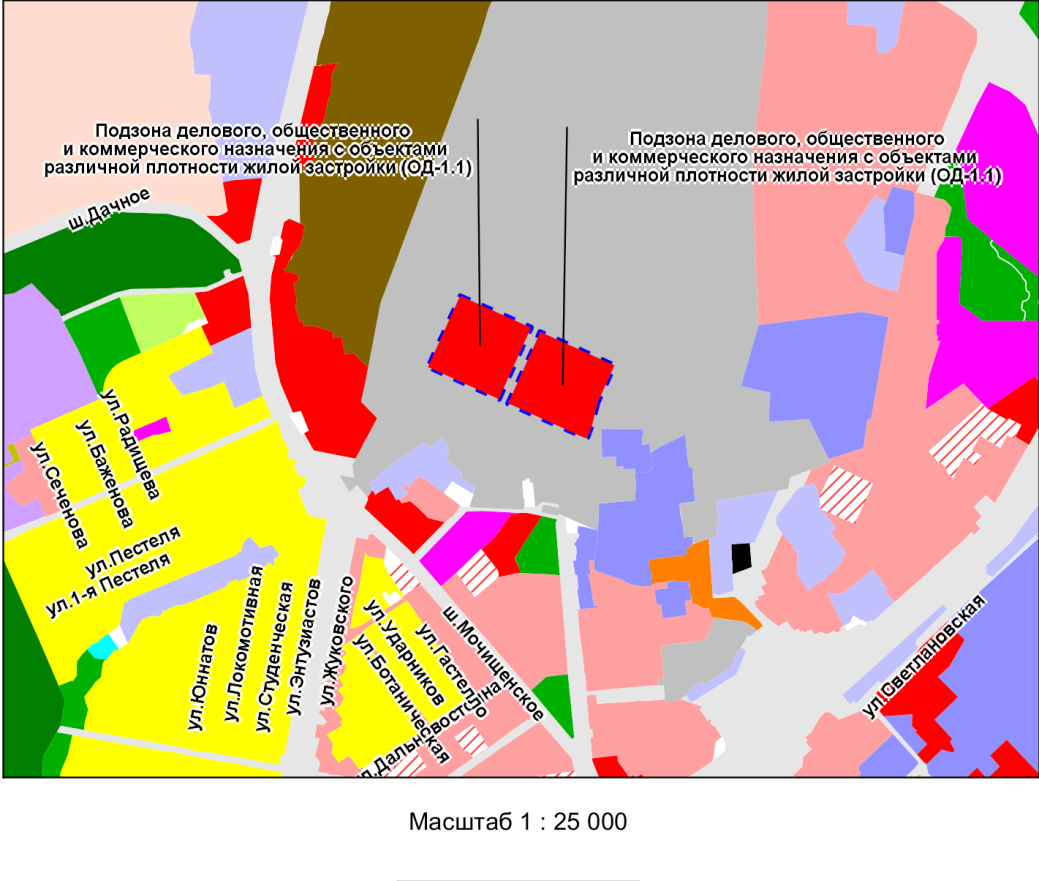 Подзона делового, общественного
и коммерческого назначения с объектами
различной плотности жилой застройки (ОД-1.1)
Подзона делового, общественного
и коммерческого назначения с объектами
различной плотности жилой застройки (ОД-1.1)
ш.Дачное
ул.Радищева
ул.Баженова
ул.Сеченова
ул.Пестеля
ул.1-я Пестеля
ул.Юннатов
ул.Локомотивная
ул.Студенческая
ул.Энтузиастов
ул.Жуковского
ул.Ударников
ул.Гастелло
ул.Ботаническая
ш.Мочищенское
ул.Светлановская
Масштаб 1 : 25 000